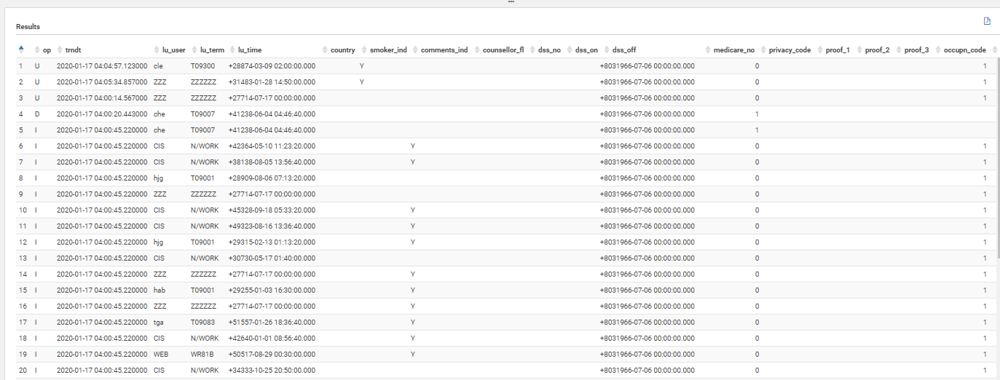 Results
op trndt lu_user lu_term lu_time country smoker_ind comments_ind counsellor_fl dss_no dss_on dss_off medicare_no privacy_code proof_1 proof_2 proof_3 occupn_code
1 U 2020-01-17 04:04:57.123000 cle T09300 +28874-03-09 02:00:00.000 Y +8031966-07-06 00:00:00.000 0 1
2 U 2020-01-17 04:05:34.857000 ZZZ ZZZZZZ +31483-01-28 14:50:00.000 Y +8031966-07-06 00:00:00.000 0 1
3 U 2020-01-17 04:00:14.567000 ZZZ ZZZZZZ +27714-07-17 00:00:00.000 +8031966-07-06 00:00:00.000 0 1
4 D 2020-01-17 04:00:20.443000 che T09007 +41238-06-04 04:46:40.000 +8031966-07-06 00:00:00.000 1
5 I 2020-01-17 04:00:45.220000 che T09007 +41238-06-04 04:46:40.000 +8031966-07-06 00:00:00.000 1
6 I 2020-01-17 04:00:45.220000 CIS N/WORK +42364-05-10 11:23:20.000 Y +8031966-07-06 00:00:00.000 0 1
7 I 2020-01-17 04:00:45.220000 CIS N/WORK +38138-08-05 13:56:40.000 Y +8031966-07-06 00:00:00.000 0 1
8 I 2020-01-17 04:00:45.220000 hjg T09001 +28909-08-06 07:13:20.000 +8031966-07-06 00:00:00.000 0 1
9 I 2020-01-17 04:00:45.220000 ZZZ ZZZZZZ +27714-07-17 00:00:00.000 +8031966-07-06 00:00:00.000 0 1
10 I 2020-01-17 04:00:45.220000 CIS N/WORK +45328-09-18 05:33:20.000 Y +8031966-07-06 00:00:00.000 0 1
11 I 2020-01-17 04:00:45.220000 CIS N/WORK +49323-08-16 13:36:40.000 Y +8031966-07-06 00:00:00.000 0 1
12 I 2020-01-17 04:00:45.220000 hjg T09001 +29315-02-13 01:13:20.000 Y +8031966-07-06 00:00:00.000 0 1
13 I 2020-01-17 04:00:45.220000 CIS N/WORK +30730-05-17 01:40:00.000 +8031966-07-06 00:00:00.000 0 1
14 I 2020-01-17 04:00:45.220000 ZZZ ZZZZZZ +27714-07-17 00:00:00.000 Y +8031966-07-06 00:00:00.000 0 1
15 I 2020-01-17 04:00:45.220000 hab T09001 +29255-01-03 16:30:00.000 Y +8031966-07-06 00:00:00.000 0 1
16 I 2020-01-17 04:00:45.220000 ZZZ ZZZZZZ +27714-07-17 00:00:00.000 Y +8031966-07-06 00:00:00.000 0 1
17 I 2020-01-17 04:00:45.220000 tga T09083 +51557-01-26 18:36:40.000 Y +8031966-07-06 00:00:00.000 0 1
18 I 2020-01-17 04:00:45.220000 CIS N/WORK +42640-01-01 08:56:40.000 Y +8031966-07-06 00:00:00.000 0 1
19 I 2020-01-17 04:00:45.220000 WEB WR81B +50517-08-29 00:30:00.000 Y +8031966-07-06 00:00:00.000 0 1
20 I 2020-01-17 04:00:45.220000 CIS N/WORK +34333-10-25 20:50:00.000 +8031966-07-06 00:00:00.000 0 1